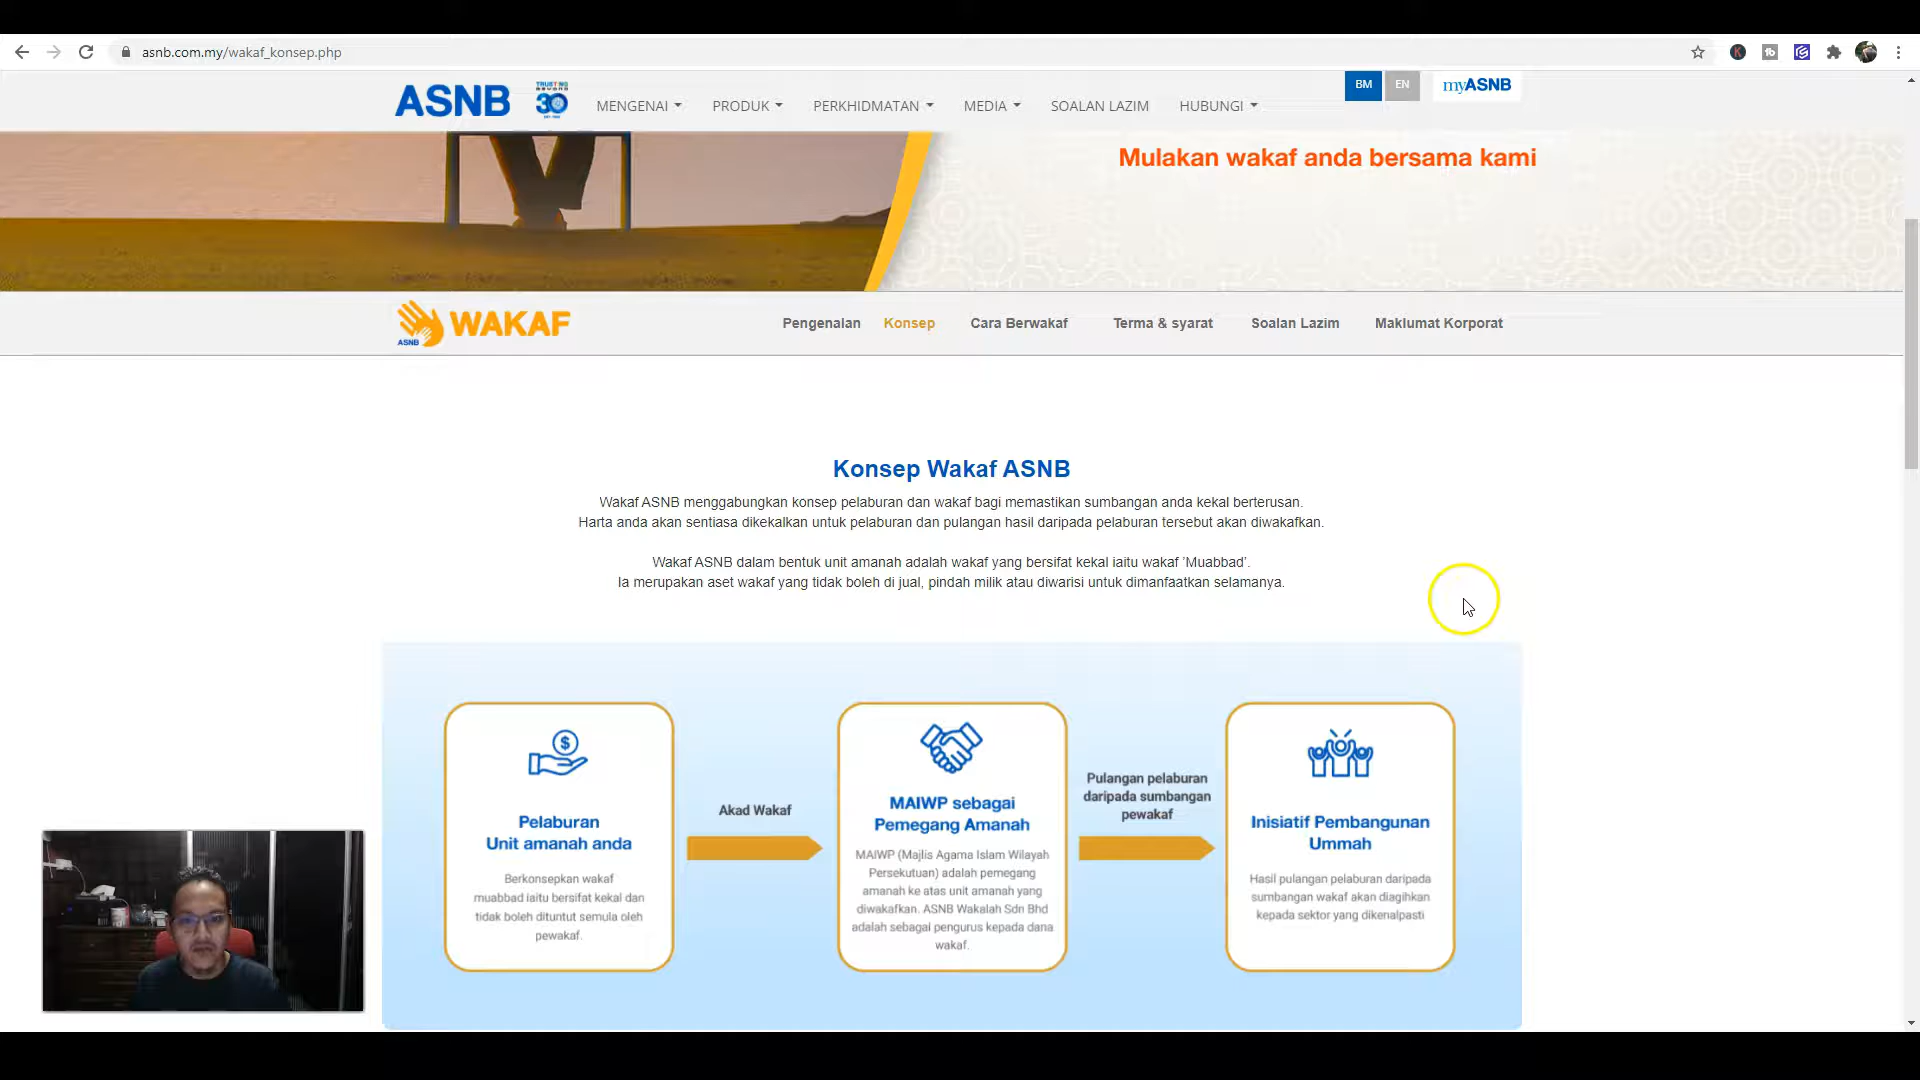 asnb.com.my/wakaf_konsep.php
BM
EN
myASNB
ASNB
TRUSTING
30
MENGENAI
PRODUK
PERKHIDMATAN
MEDIA
SOALAN LAZIM
HUBUNGI
Mulakan wakaf anda bersama kami
ASNB
WAKAF
Pengenalan
Konsep
Cara Berwakaf
Terma & syarat
Soalan Lazim
Maklumat Korporat
Konsep Wakaf ASNB
Wakaf ASNB menggabungkan konsep pelaburan dan wakaf bagi memastikan sumbangan anda kekal berterusan.
Harta anda akan sentiasa dikekalkan untuk pelaburan dan pulangan hasil daripada pelaburan tersebut akan diwakafkan.
Wakaf ASNB dalam bentuk unit amanah adalah wakaf yang bersifat kekal iaitu wakaf 'Muabbad'.
Ia merupakan aset wakaf yang tidak boleh di jual, pindah milik atau diwarisi untuk dimanfaatkan selamanya.
$
Pelaburan
Unit amanah anda
Berkonsepkan wakaf
muabbad iaitu bersifat kekal dan
tidak boleh dituntut semula oleh
pewakaf.
Akad Wakaf
MAIWP sebagai
Pemegang Amanah
MAIWP (Majlis Agama Islam Wilayah
Persekutuan) adalah pemegang
amanah ke atas unit amanah yang
diwakafkan. ASNB Wakalah Sdn Bhd
adalah sebagai pengurus kepada dana
wakaf.
Pulangan pelaburan
daripada sumbangan
pewakaf
Inisiatif Pembangunan
Ummah
Hasil pulangan pelaburan daripada
sumbangan wakaf akan diagihkan
kepada sektor yang dikenalpasti